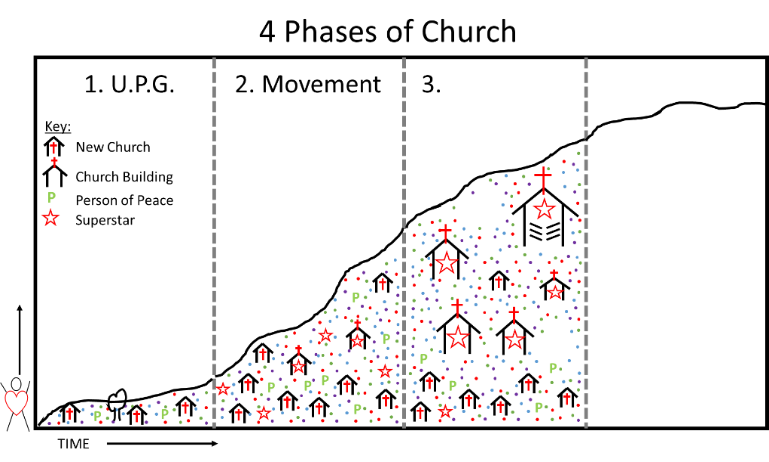 4 Phases of Church
1. U.P.G.
2. Movement
3.
Key:
New Church
Church Building
P Person of Peace
Superstar
P
P
P
P
P
P
P
P
P
P
P
TIME